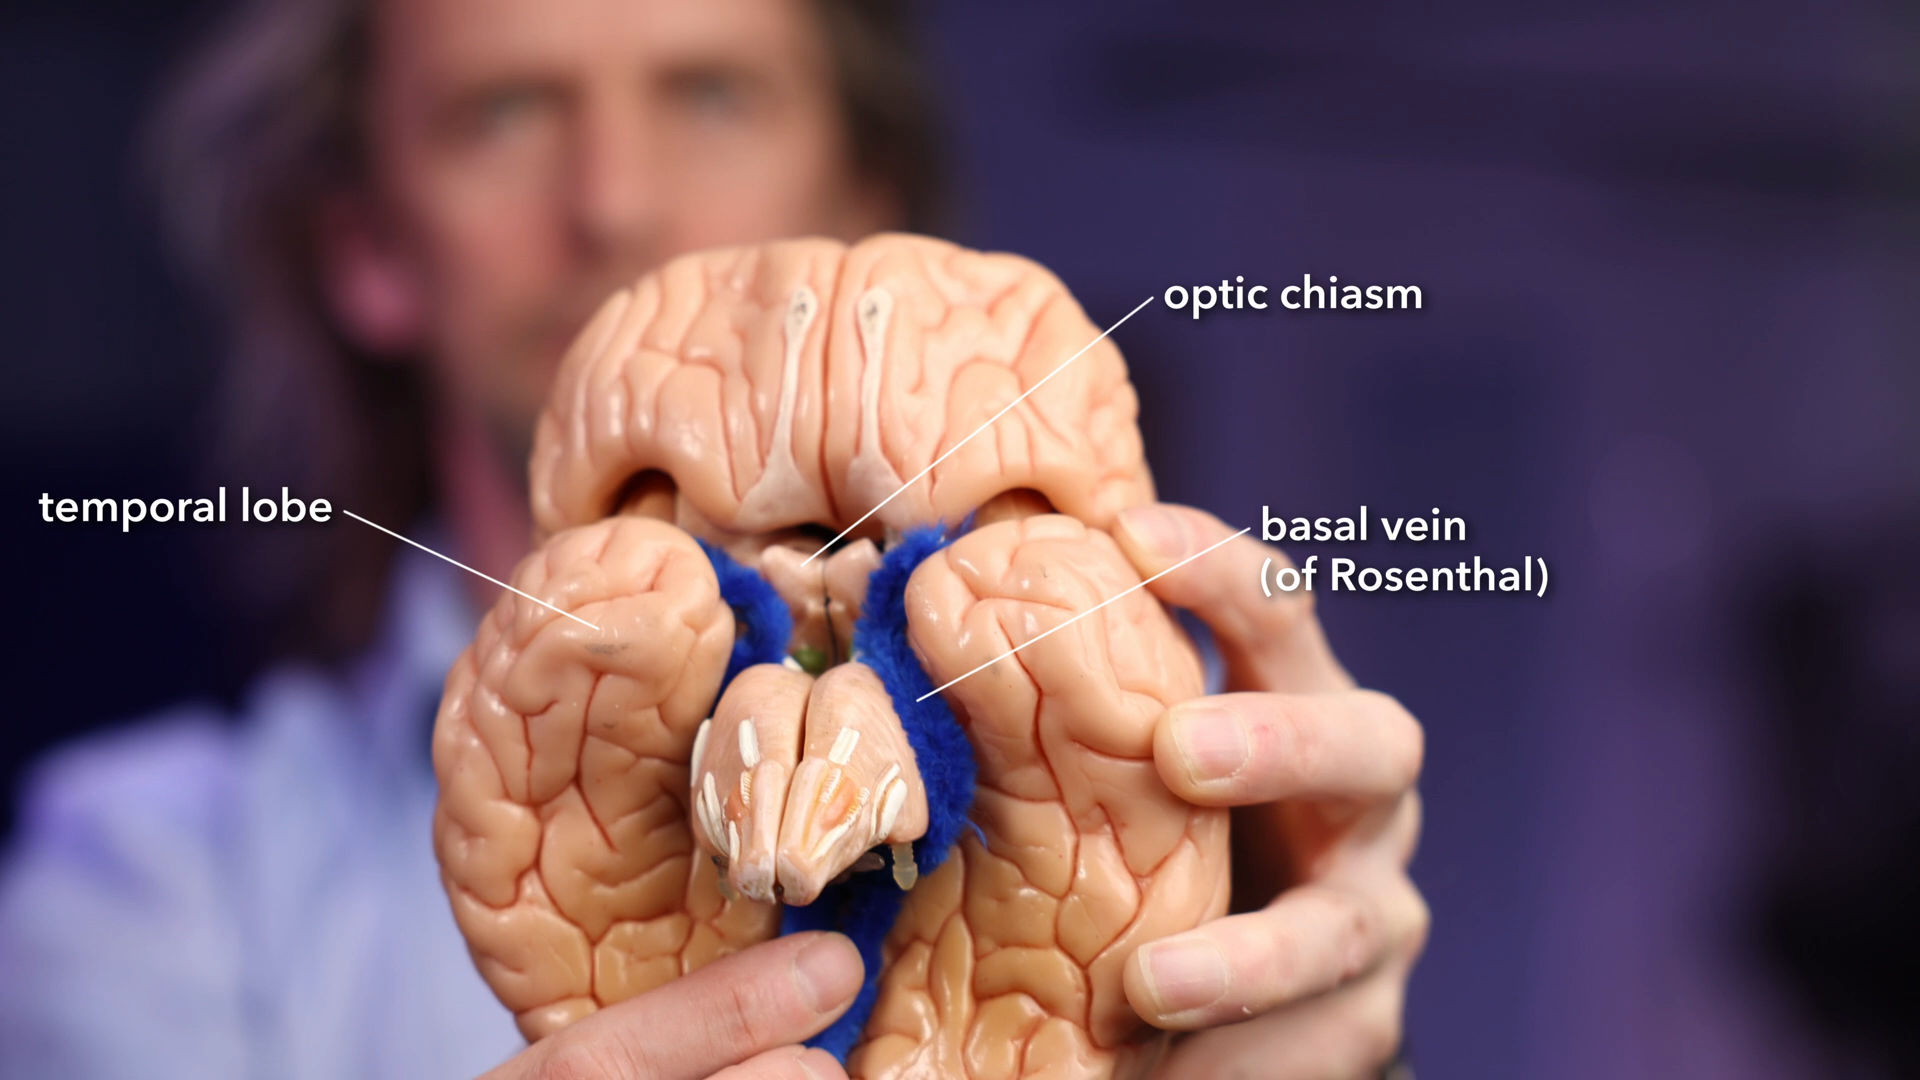 optic chiasm
temporal lobe
basal vein
(of Rosenthal)